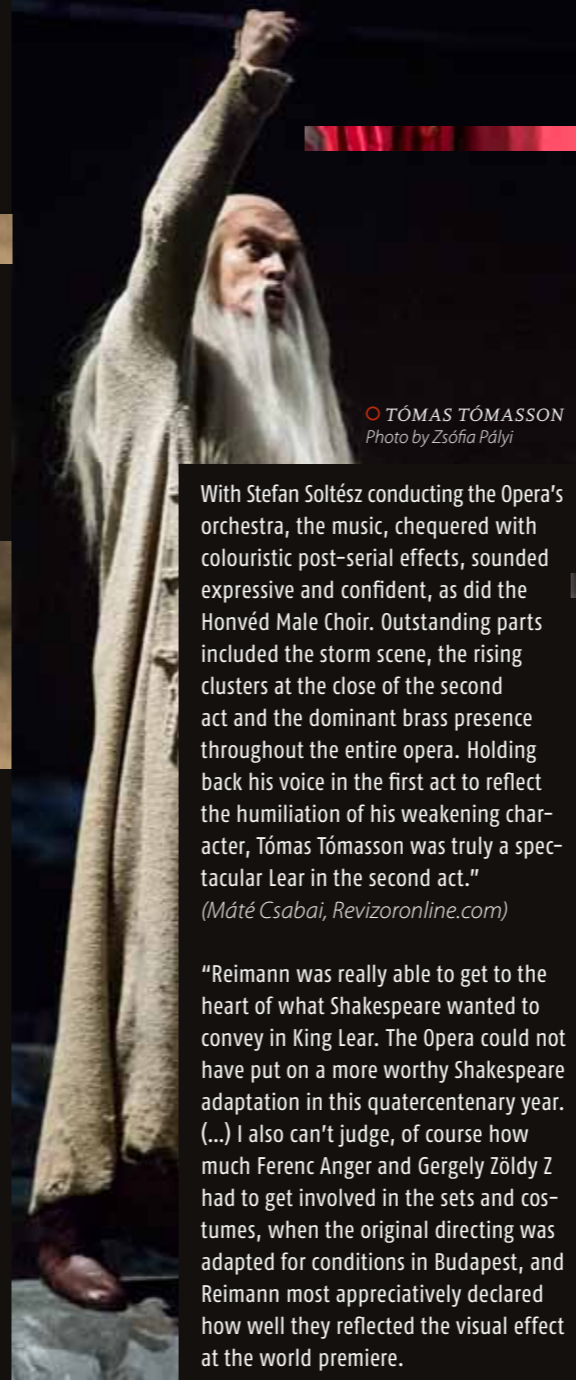 TÓMAS TÓMASSON
Photo by Zsófia Pályi
With Stefan Soltész conducting the Opera's
orchestra, the music, chequered with
colouristic post-serial effects, sounded
expressive and confident, as did the
Honvéd Male Choir. Outstanding parts
included the storm scene, the rising
clusters at the close of the second
act and the dominant brass presence
throughout the entire opera. Holding
back his voice in the first act to reflect
the humiliation of his weakening char-
acter, Tómas Tómasson was truly a spec-
tacular Lear in the second act."
(Máté Csabai, Revizoronline.com)
"Reimann was really able to get to the
heart of what Shakespeare wanted to
convey in King Lear. The Opera could not
have put on a more worthy Shakespeare
adaptation in this quatercentenary year.
(...) I also can't judge, of course how
much Ferenc Anger and Gergely Zöldy Z
had to get involved in the sets and cos-
tumes, when the original directing was
adapted for conditions in Budapest, and
Reimann most appreciatively declared
how well they reflected the visual effect
at the world premiere.